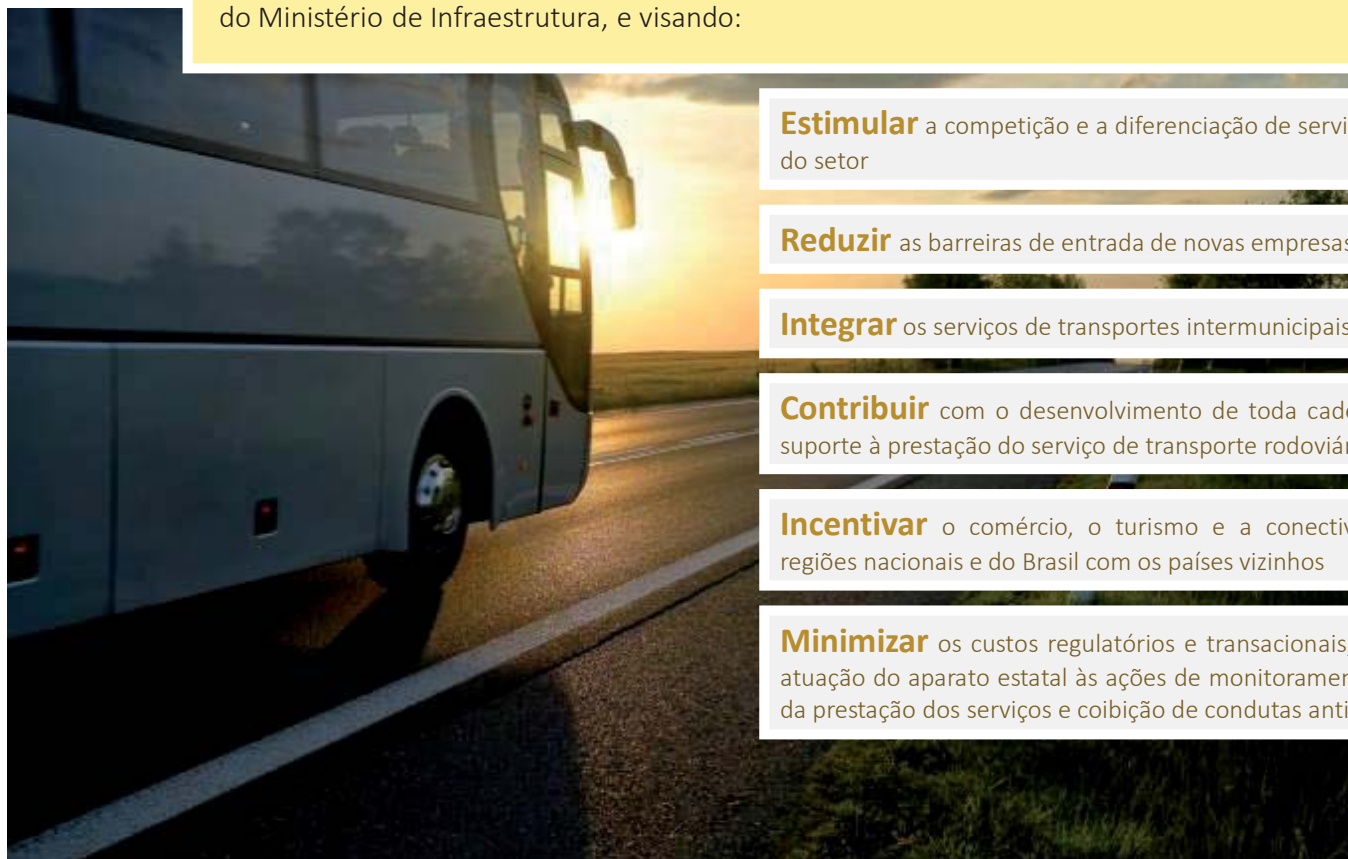 do Ministério de Infraestrutura, e visando:
Estimular a competição e a diferenciação de servi
do setor
Reduzir as barreiras de entrada de novas empresas
Integrar os serviços de transportes intermunicipais
Contribuir com o desenvolvimento de toda cad
suporte à prestação do serviço de transporte rodoviár
Incentivar o comércio, o turismo e a conectiv
regiões nacionais e do Brasil com os países vizinhos
Minimizar os custos regulatórios e transacionais,
atuação do aparato estatal às ações de monitoramen
da prestação dos serviços e coibição de condutas anti